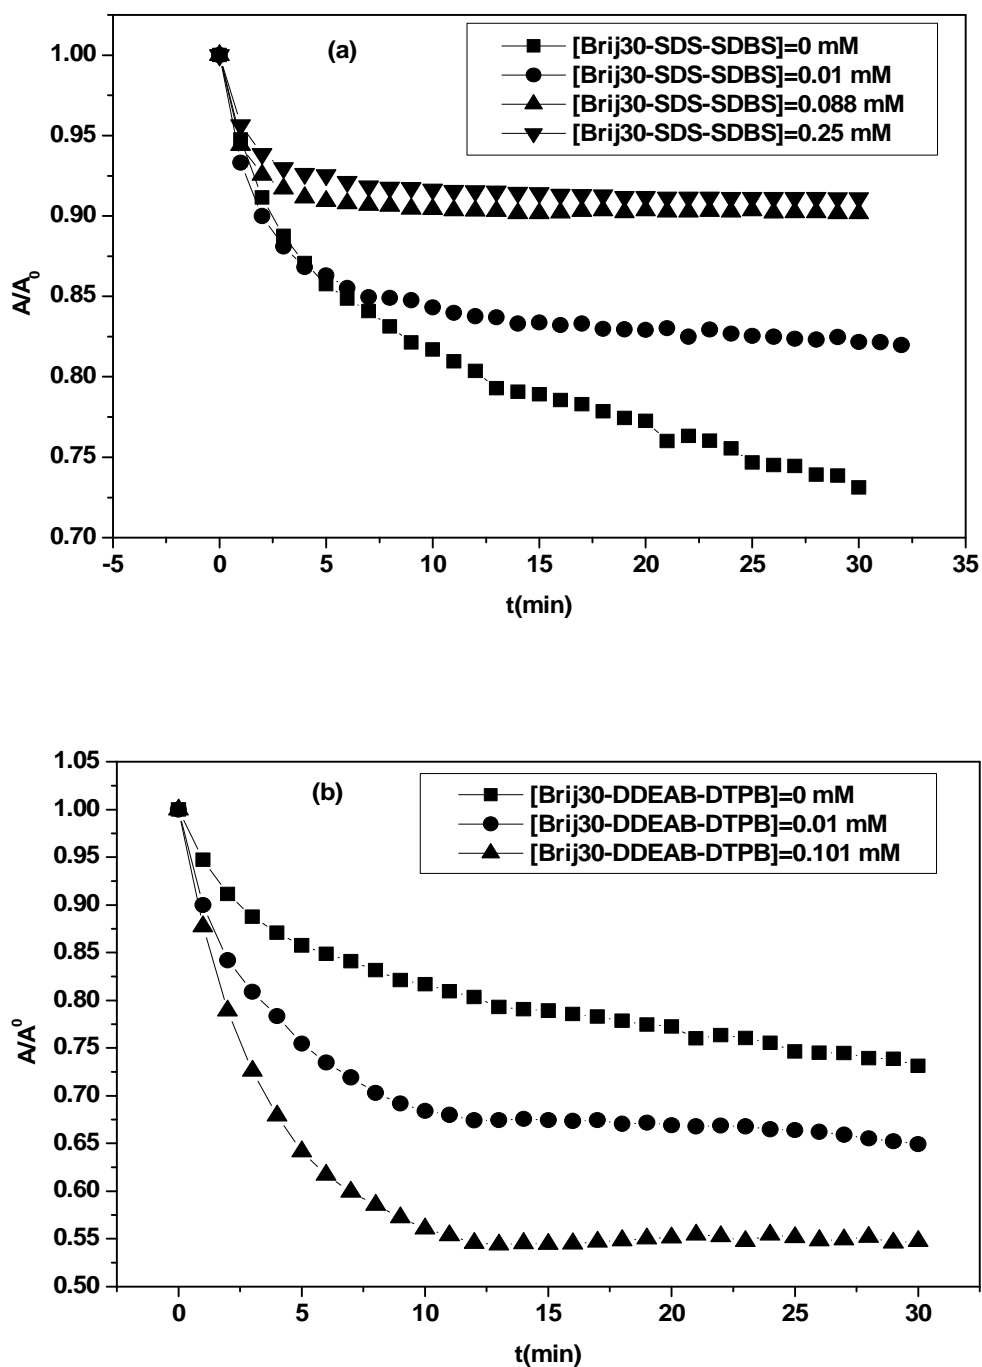 (a)
[Brij30-SDS-SDBS]=0 mM
[Brij30-SDS-SDBS]=0.01 mM
[Brij30-SDS-SDBS]=0.088 mM
[Brij30-SDS-SDBS]=0.25 mM
1.00
0.95
0.90
0.85
0.80
0.75
0.70
A/A0
-5 0 5 10 15 20 25 30 35
t(min)
(b)
[Brij30-DDEAB-DTPB]=0 mM
[Brij30-DDEAB-DTPB]=0.01 mM
[Brij30-DDEAB-DTPB]=0.101 mM
1.05
1.00
0.95
0.90
0.85
0.80
0.75
0.70
0.65
0.60
0.55
0.50
A/A0
0 5 10 15 20 25 30
t(min)